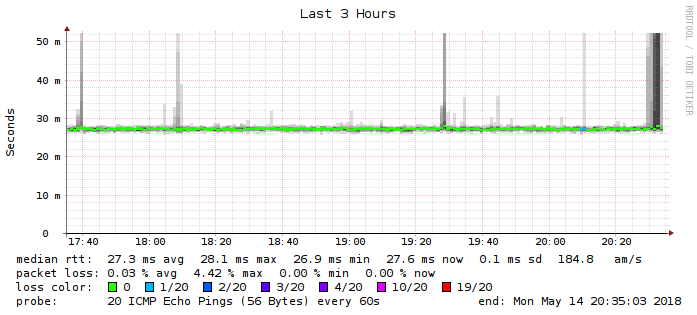 Last 3 Hours
RRDTOOL / TOBI OETIKER
Seconds
50 m
40 m
30 m
20 m
10 m
0
17:40 18:00 18:20 18:40 19:00 19:20 19:40 20:00 20:20
median rtt: 27.3 ms avg 28.1 ms max 26.9 ms min 27.6 ms now 0.1 ms sd 184.8 am/s
packet loss: 0.03 % avg 4.42 % max 0.00 % min 0.00 % now
loss color: 0 1/20 2/20 3/20 4/20 10/20 19/20
probe: 20 ICMP Echo Pings (56 Bytes) every 60s end: Mon May 14 20:35:03 2018